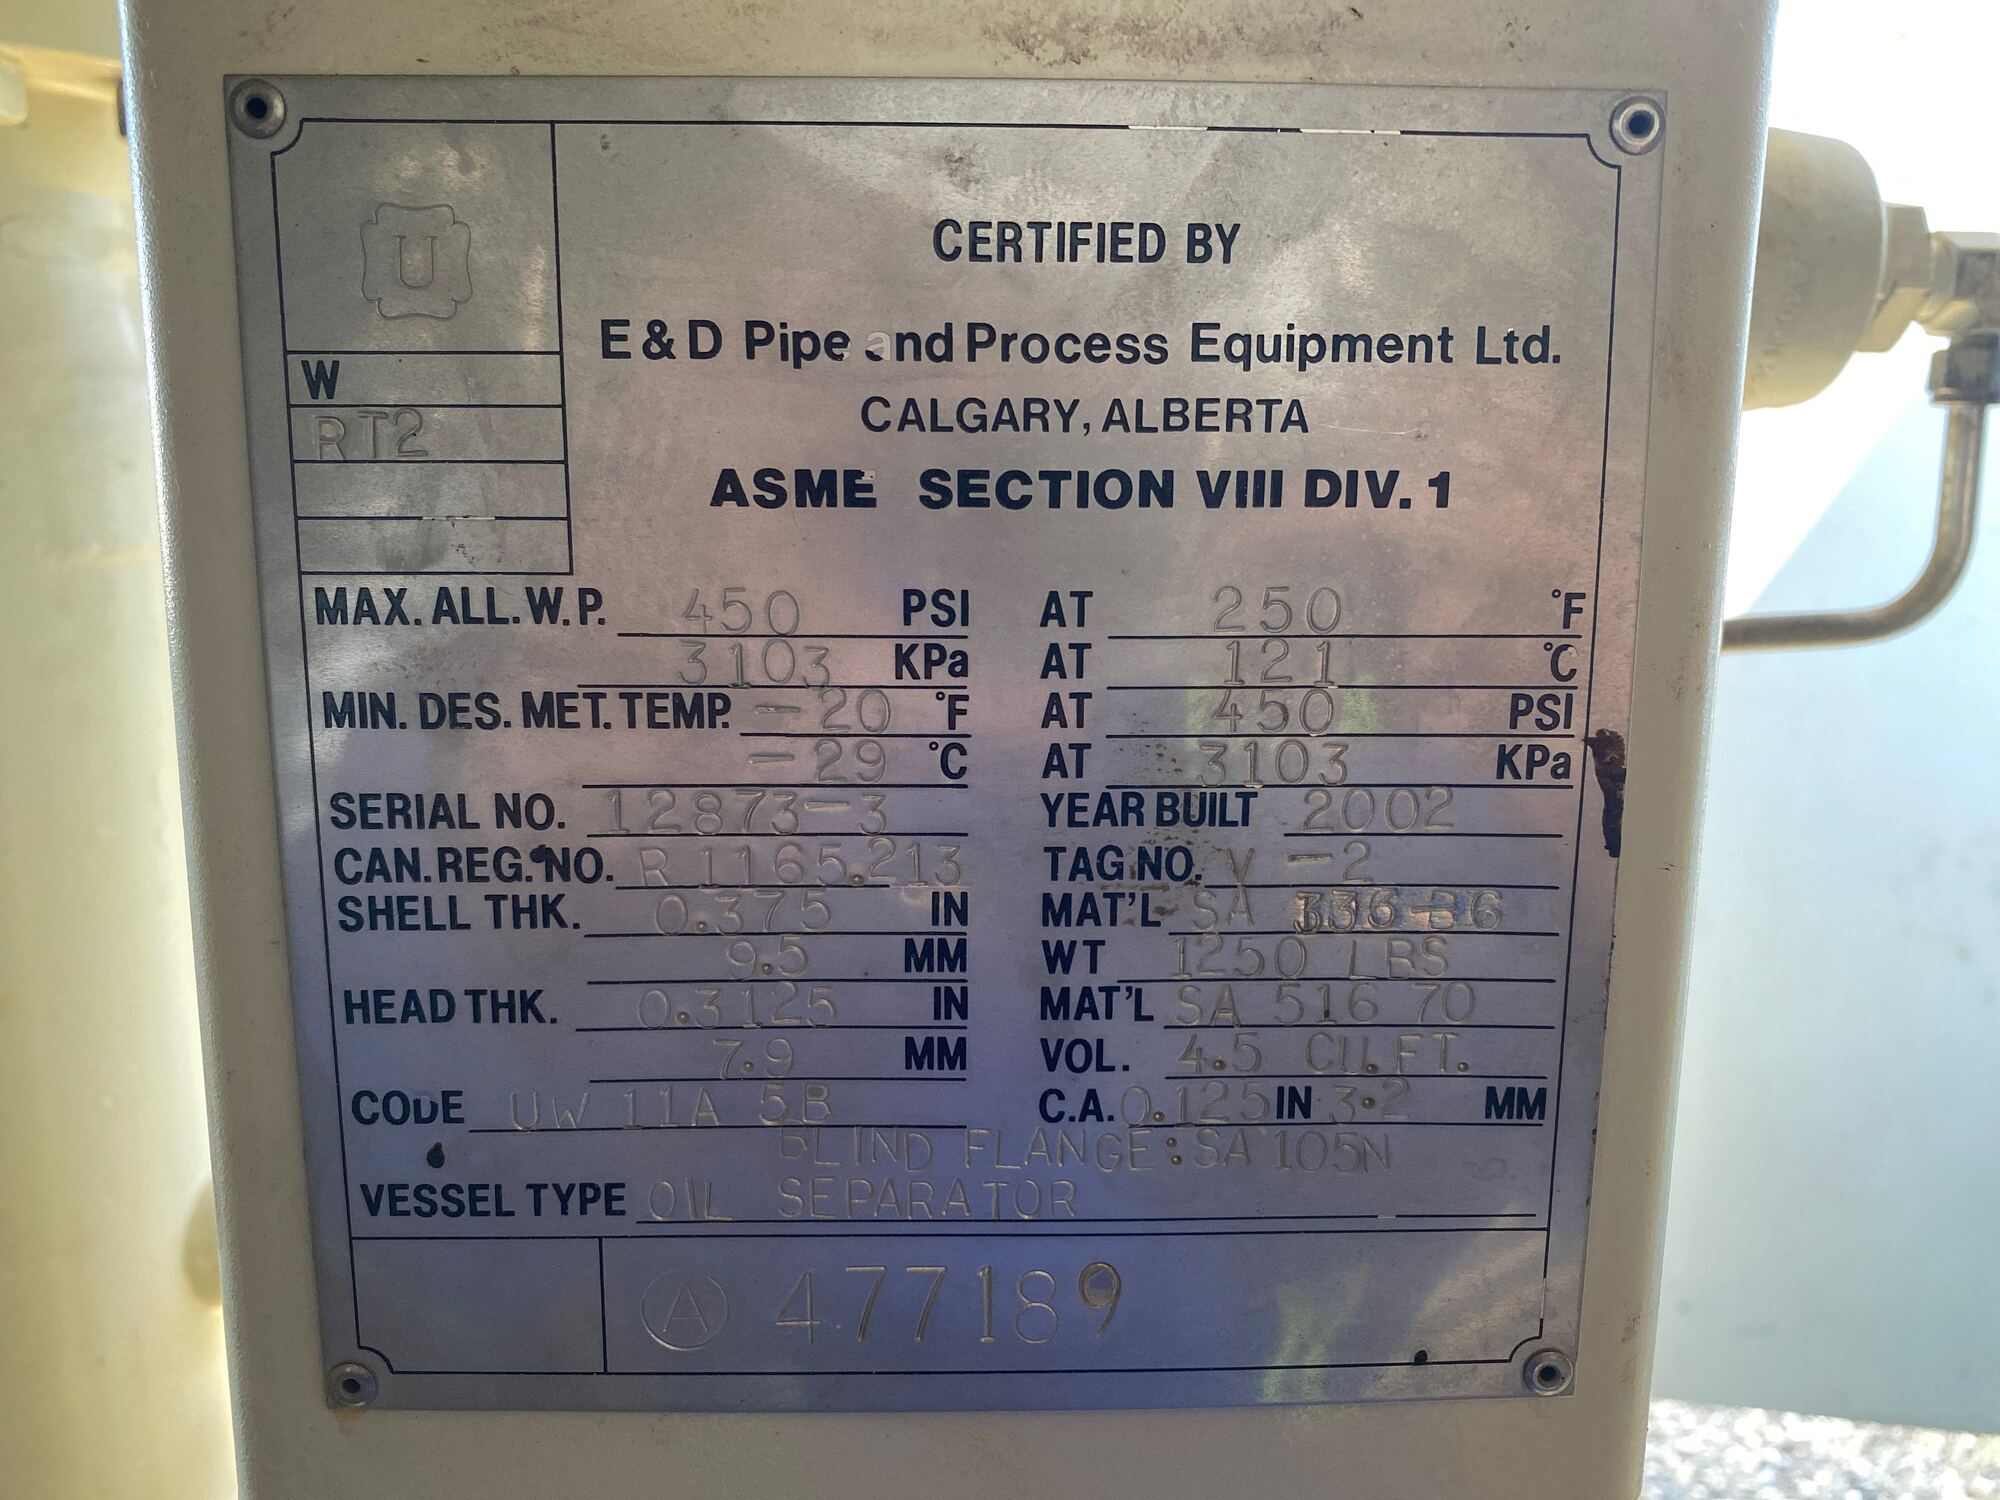 U
W
RT2
CERTIFIED BY
E & D Pipe and Process Equipment Ltd.
CALGARY, ALBERTA
ASME SECTION VIII DIV. 1
MAX. ALL. W.P. 450 PSI AT 250 °F
3103 KPa AT 121 °C
MIN. DES. MET. TEMP. -20 °F AT 450 PSI
-29 °C AT 3103 KPa
SERIAL NO. 12873-3 YEAR BUILT 2002
CAN. REG. NO. R 1165.213 TAG NO. V-2
SHELL THK. 0.375 IN MAT'L SA
9.5 MM WT 1250 LBS
HEAD THK. 0.3125 IN MAT'L SA 516 70
7.9 MM VOL. 4.5 CU.FT.
CODE UW 11A 5B C.A. 0.125 IN 3.2 MM
BLIND FLANGE: SA 105N
VESSEL TYPE OIL SEPARATOR
A 477189